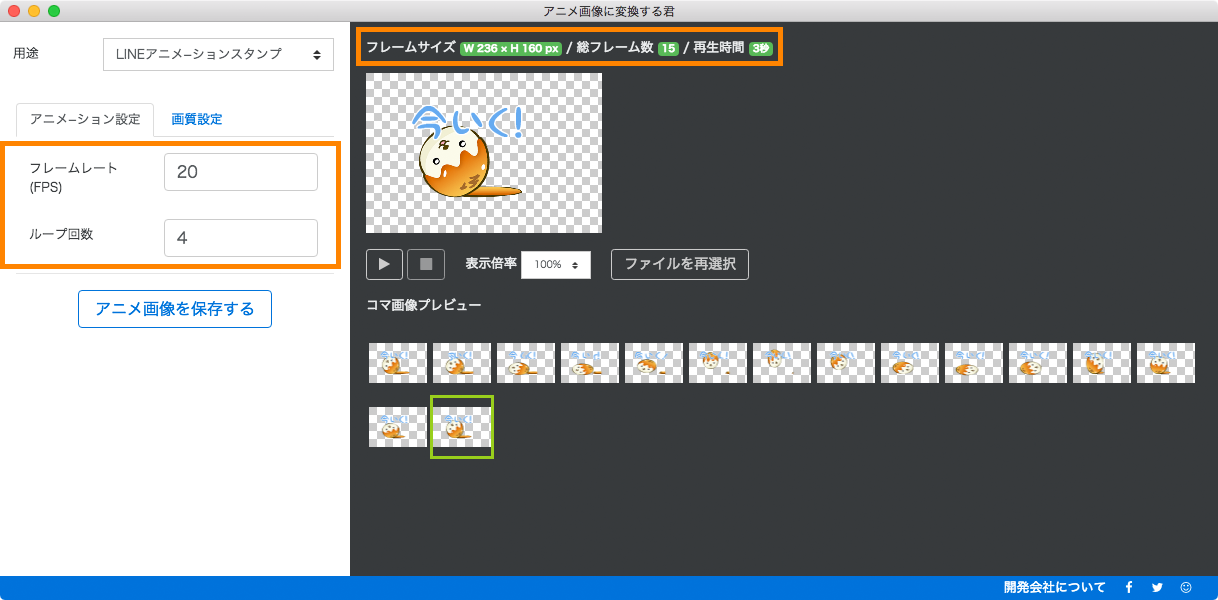 アニメ画像に変換する君
用途
LINEアニメーションスタンプ
アニメーション設定
画質設定
フレームレート
(FPS)
20
ループ回数
4
アニメ画像を保存する
フレームサイズ W 236 × H 160 px / 総フレーム数 15 / 再生時間 3秒
今いく!
表示倍率
100%
ファイルを再選択
コマ画像プレビュー
開発会社について